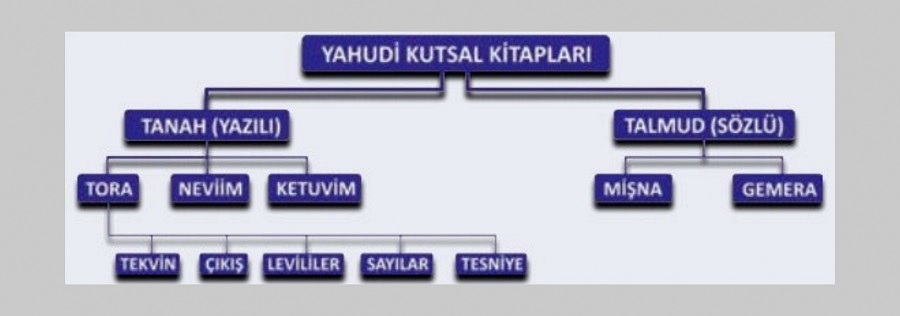 YAHUDİ KUTSAL KİTAPLARI
TANAH (YAZILI)
TALMUD (SÖZLÜ)
TORA
NEVİİM
KETUVİM
MİŞNA
GEMERA
TEKVİN
ÇIKIŞ
LEVİLİLER
SAYILAR
TESNİYE